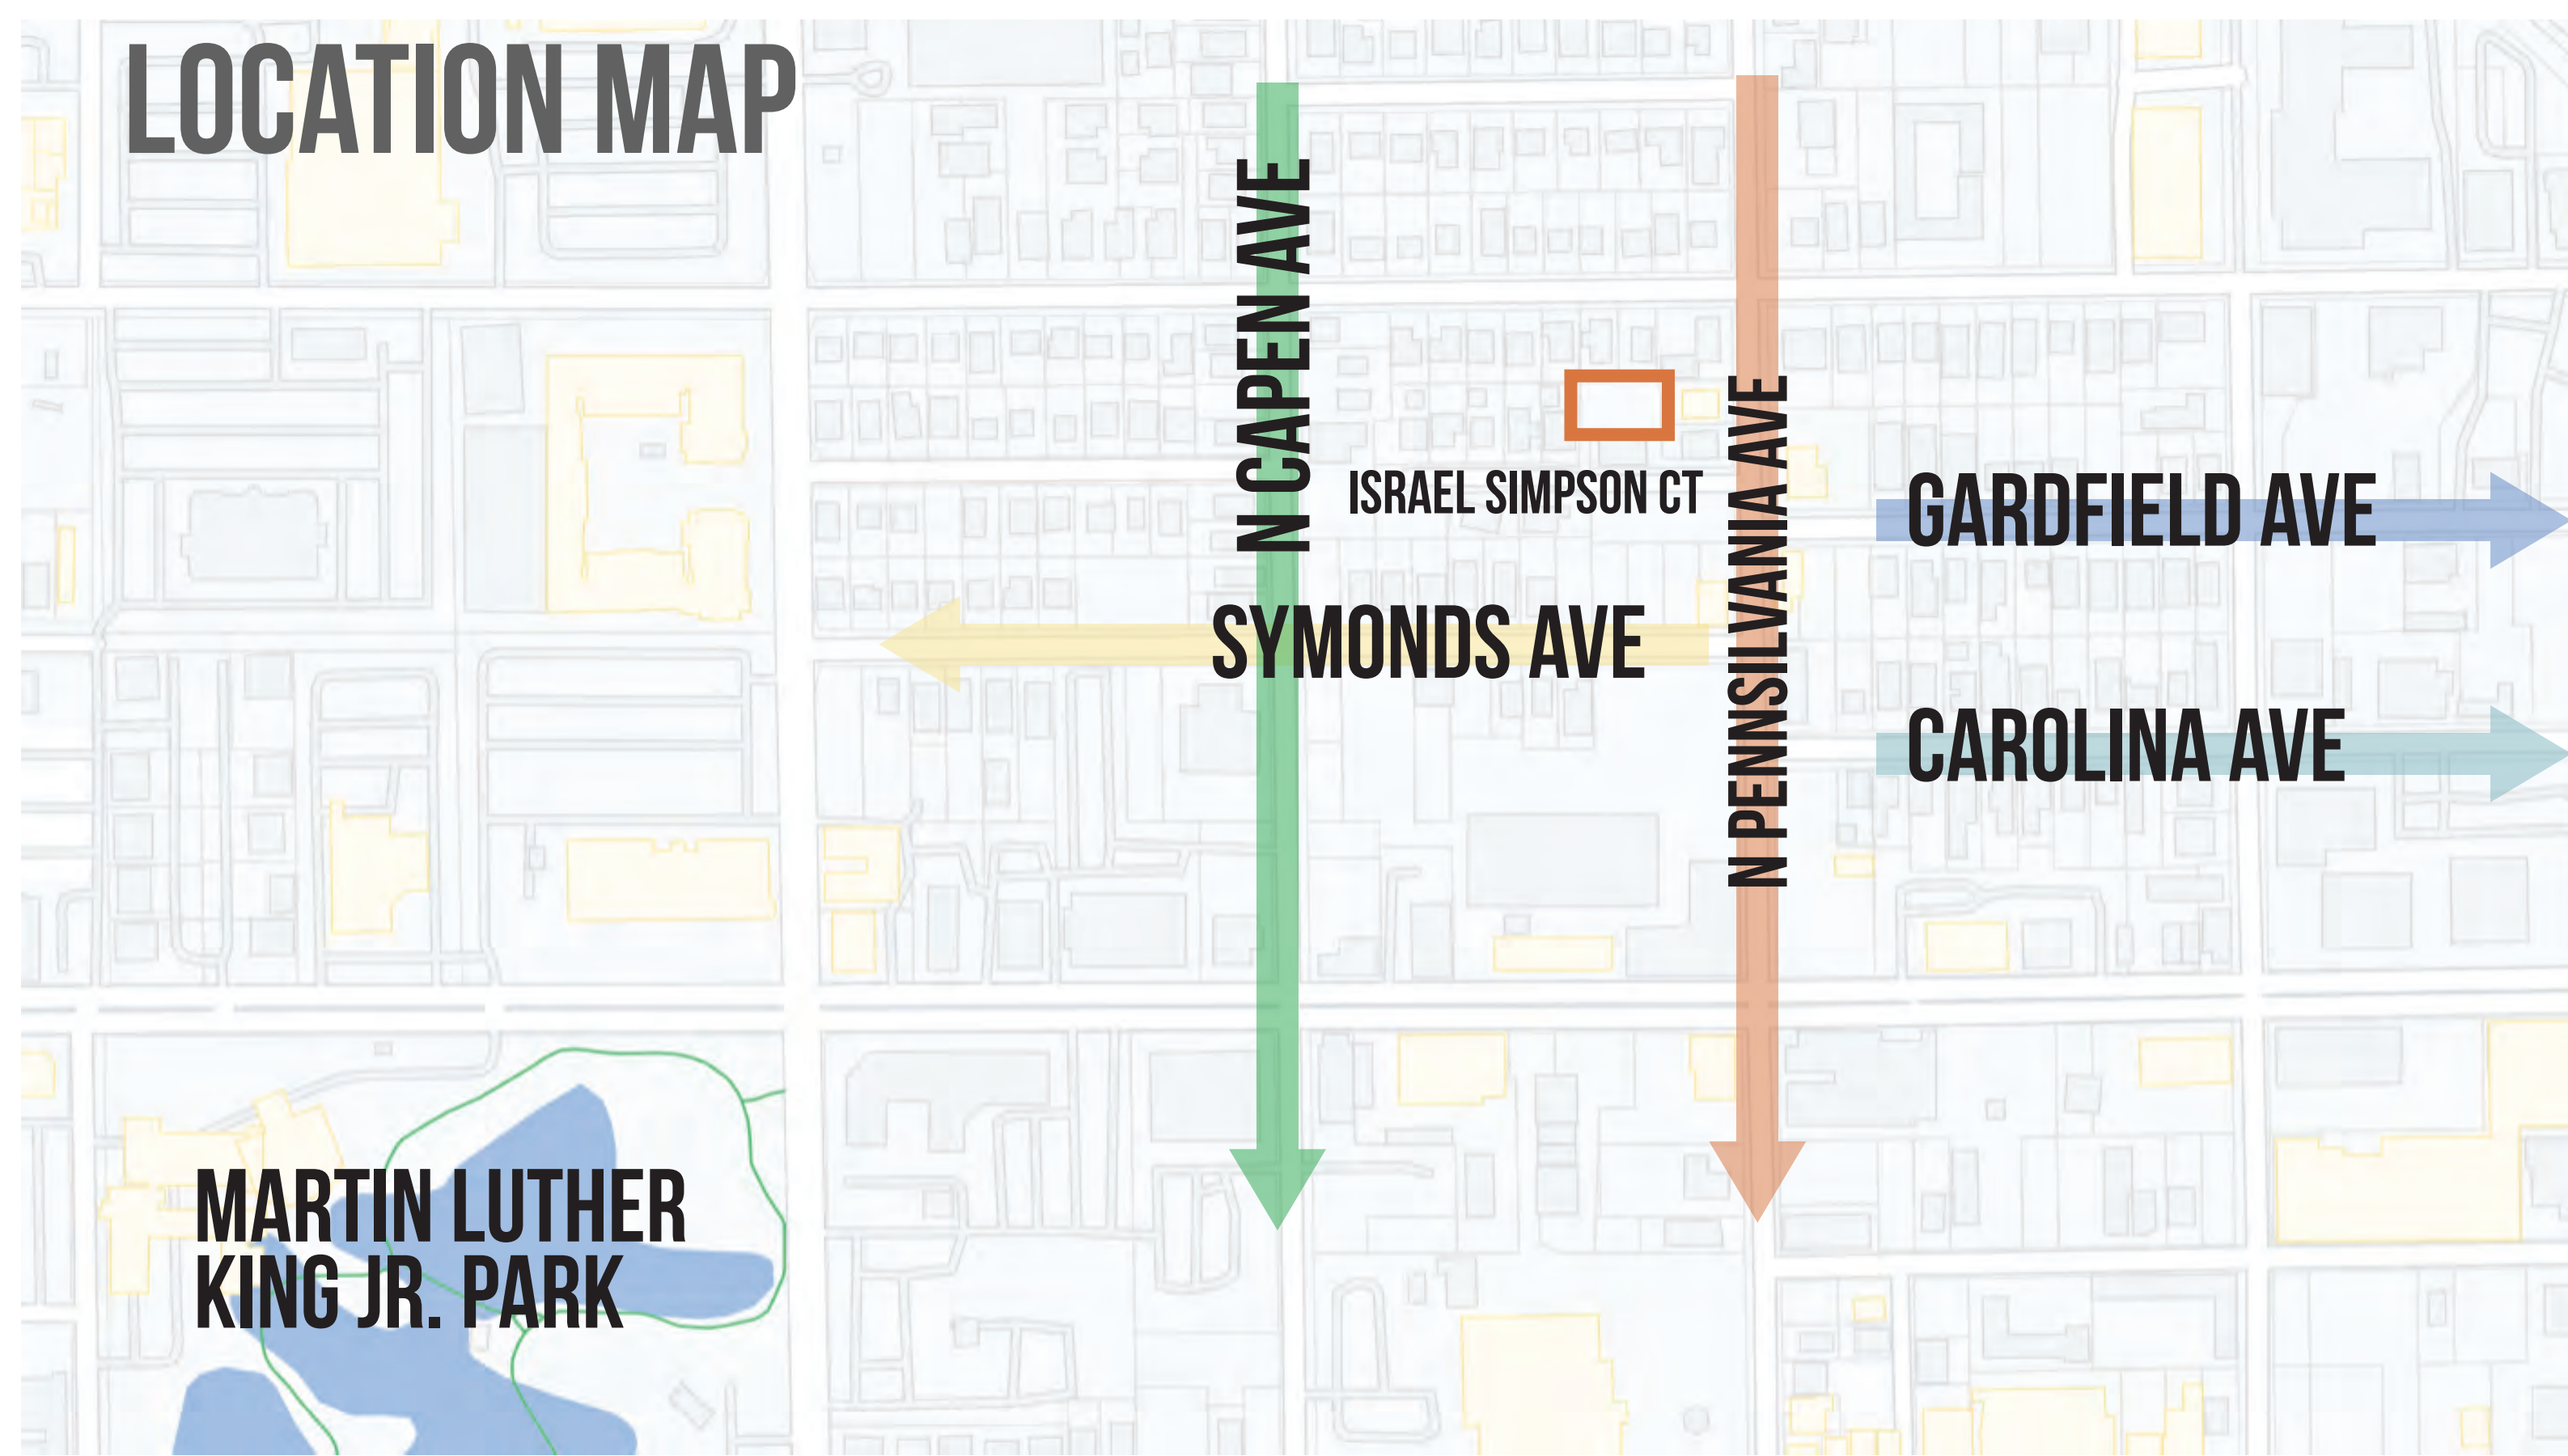 LOCATION MAP
N CAPEN AVE
N PENNSILVANIA AVE
ISRAEL SIMPSON CT
GARDFIELD AVE
SYMONDS AVE
CAROLINA AVE
MARTIN LUTHER
KING JR. PARK